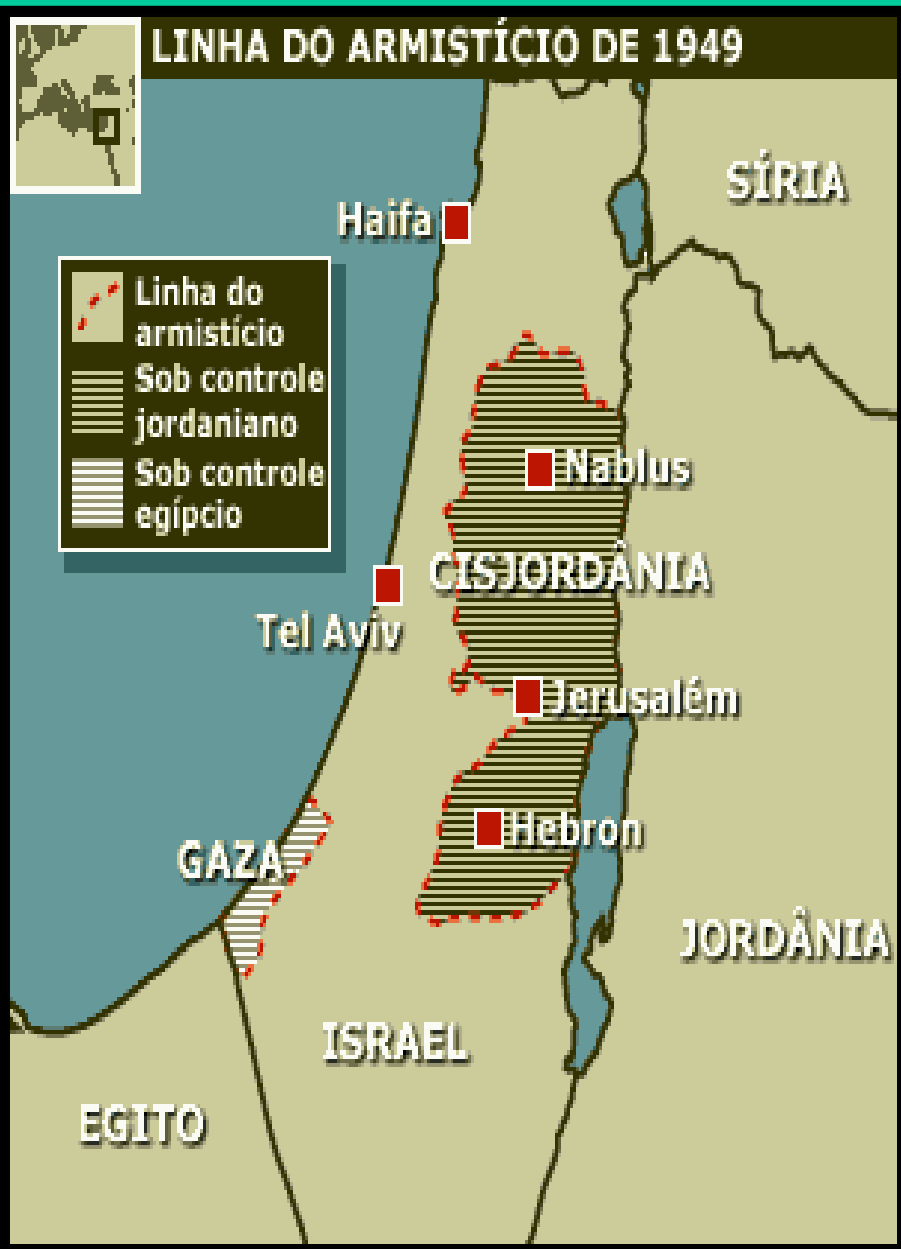 LINHA DO ARMISTÍCIO DE 1949
SÍRIA
Haifa
Linha do
armistício
Sob controle
jordaniano
Sob controle
egípcio
Nablus
CISJORDÂNIA
Tel Aviv
Jerusalém
Hebron
GAZA
JORDÂNIA
ISRAEL
EGITO